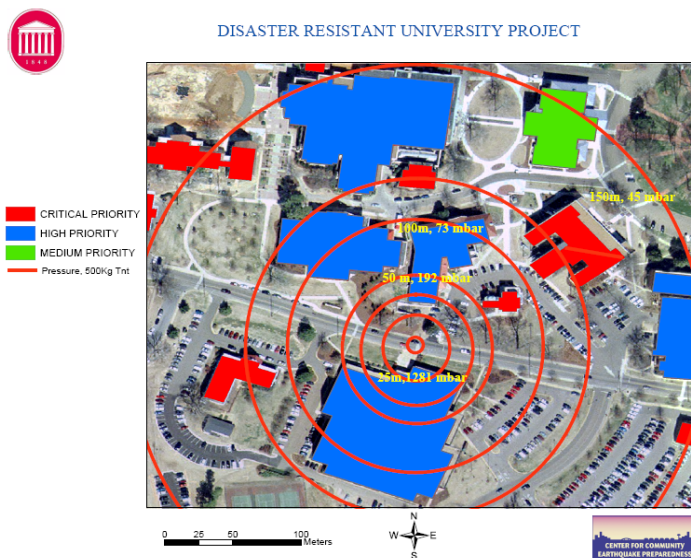 DISASTER RESISTANT UNIVERSITY PROJECT
1848
CRITICAL PRIORITY
HIGH PRIORITY
MEDIUM PRIORITY
Pressure, 500Kg Tnt
150m, 45 mbar
100m, 73 mbar
50 m, 192 mbar
25m,1281 mbar
0 25 50 100
Meters
N
W E
S
CENTER FOR COMMUNITY
EARTHQUAKE PREPAREDNESS